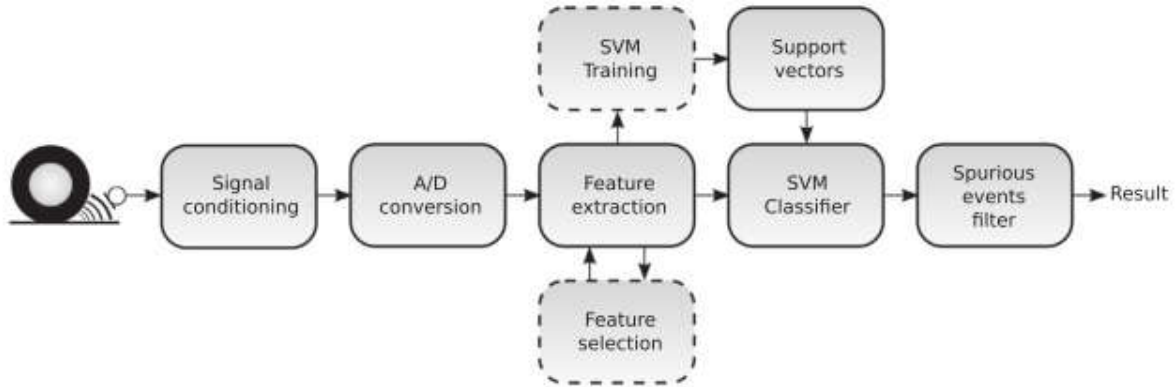 SVM
Training
Support
vectors
Signal
conditioning
A/D
conversion
Feature
extraction
SVM
Classifier
Spurious
events
filter
Result
Feature
selection